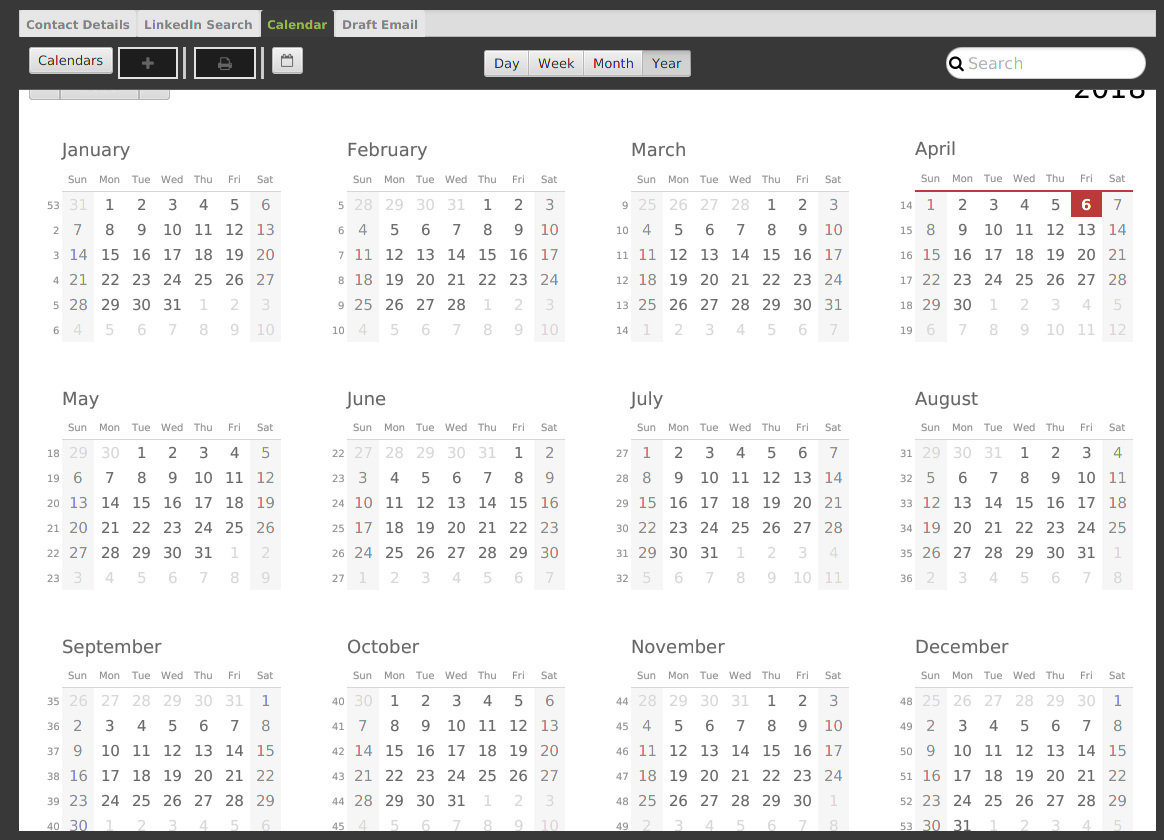 Contact Details LinkedIn Search Calendar Draft Email
Calendars Day Week Month Year Search
2018
January February March April
Sun Mon Tue Wed Thu Fri Sat Sun Mon Tue Wed Thu Fri Sat Sun Mon Tue Wed Thu Fri Sat Sun Mon Tue Wed Thu Fri Sat
53 31 1 2 3 4 5 6 5 28 29 30 31 1 2 3 9 25 26 27 28 1 2 3 14 1 2 3 4 5 6 7
2 7 8 9 10 11 12 13 6 4 5 6 7 8 9 10 10 4 5 6 7 8 9 10 15 8 9 10 11 12 13 14
3 14 15 16 17 18 19 20 7 11 12 13 14 15 16 17 11 11 12 13 14 15 16 17 16 15 16 17 18 19 20 21
4 21 22 23 24 25 26 27 8 18 19 20 21 22 23 24 12 18 19 20 21 22 23 24 17 22 23 24 25 26 27 28
5 28 29 30 31 1 2 3 9 25 26 27 28 1 2 3 13 25 26 27 28 29 30 31 18 29 30 1 2 3 4 5
6 4 5 6 7 8 9 10 10 4 5 6 7 8 9 10 14 1 2 3 4 5 6 7 19 6 7 8 9 10 11 12
May June July August
Sun Mon Tue Wed Thu Fri Sat Sun Mon Tue Wed Thu Fri Sat Sun Mon Tue Wed Thu Fri Sat Sun Mon Tue Wed Thu Fri Sat
18 29 30 1 2 3 4 5 22 27 28 29 30 31 1 2 27 1 2 3 4 5 6 7 31 29 30 31 1 2 3 4
19 6 7 8 9 10 11 12 23 3 4 5 6 7 8 9 28 8 9 10 11 12 13 14 32 5 6 7 8 9 10 11
20 13 14 15 16 17 18 19 24 10 11 12 13 14 15 16 29 15 16 17 18 19 20 21 33 12 13 14 15 16 17 18
21 20 21 22 23 24 25 26 25 17 18 19 20 21 22 23 30 22 23 24 25 26 27 28 34 19 20 21 22 23 24 25
22 27 28 29 30 31 1 2 26 24 25 26 27 28 29 30 31 29 30 31 1 2 3 4 35 26 27 28 29 30 31 1
23 3 4 5 6 7 8 9 27 1 2 3 4 5 6 7 32 5 6 7 8 9 10 11 36 2 3 4 5 6 7 8
September October November December
Sun Mon Tue Wed Thu Fri Sat Sun Mon Tue Wed Thu Fri Sat Sun Mon Tue Wed Thu Fri Sat Sun Mon Tue Wed Thu Fri Sat
35 26 27 28 29 30 31 1 40 30 1 2 3 4 5 6 44 28 29 30 31 1 2 3 48 25 26 27 28 29 30 1
36 2 3 4 5 6 7 8 41 7 8 9 10 11 12 13 45 4 5 6 7 8 9 10 49 2 3 4 5 6 7 8
37 9 10 11 12 13 14 15 42 14 15 16 17 18 19 20 46 11 12 13 14 15 16 17 50 9 10 11 12 13 14 15
38 16 17 18 19 20 21 22 43 21 22 23 24 25 26 27 47 18 19 20 21 22 23 24 51 16 17 18 19 20 21 22
39 23 24 25 26 27 28 29 44 28 29 30 31 1 2 3 48 25 26 27 28 29 30 1 52 23 24 25 26 27 28 29
40 30 1 2 3 4 5 6 45 4 5 6 7 8 9 10 49 2 3 4 5 6 7 8 53 30 31 1 2 3 4 5